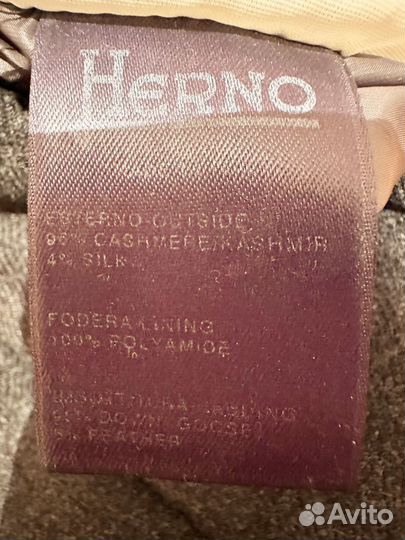 HERNO
ESTERNO-OUTSIDE
96% CASHMERE/KASHMIR
4% SILK
FODERA-LINING
100% POLYAMIDE
DOWN GOOSE
FEATHER
Avito